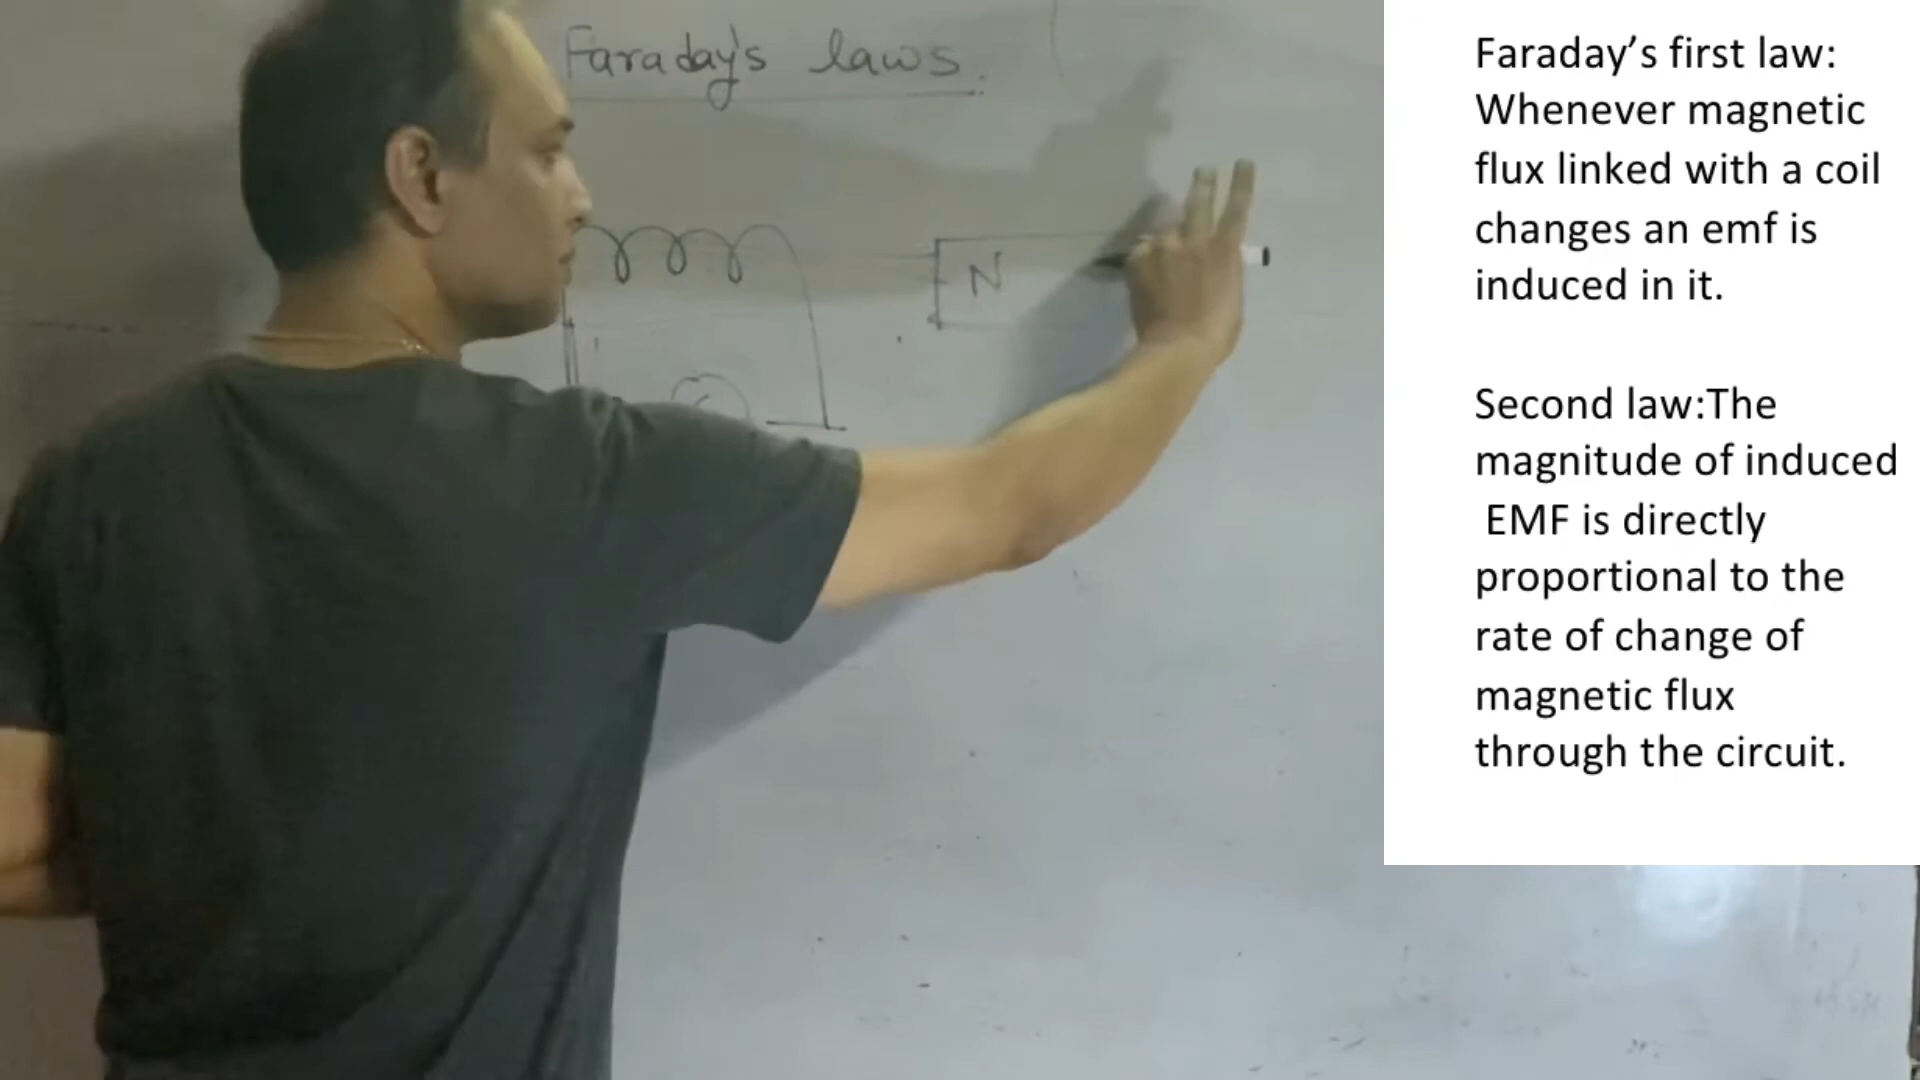 Faraday's laws.
N
Faraday’s first law:
Whenever magnetic
flux linked with a coil
changes an emf is
induced in it.
Second law:The
magnitude of induced
EMF is directly
proportional to the
rate of change of
magnetic flux
through the circuit.